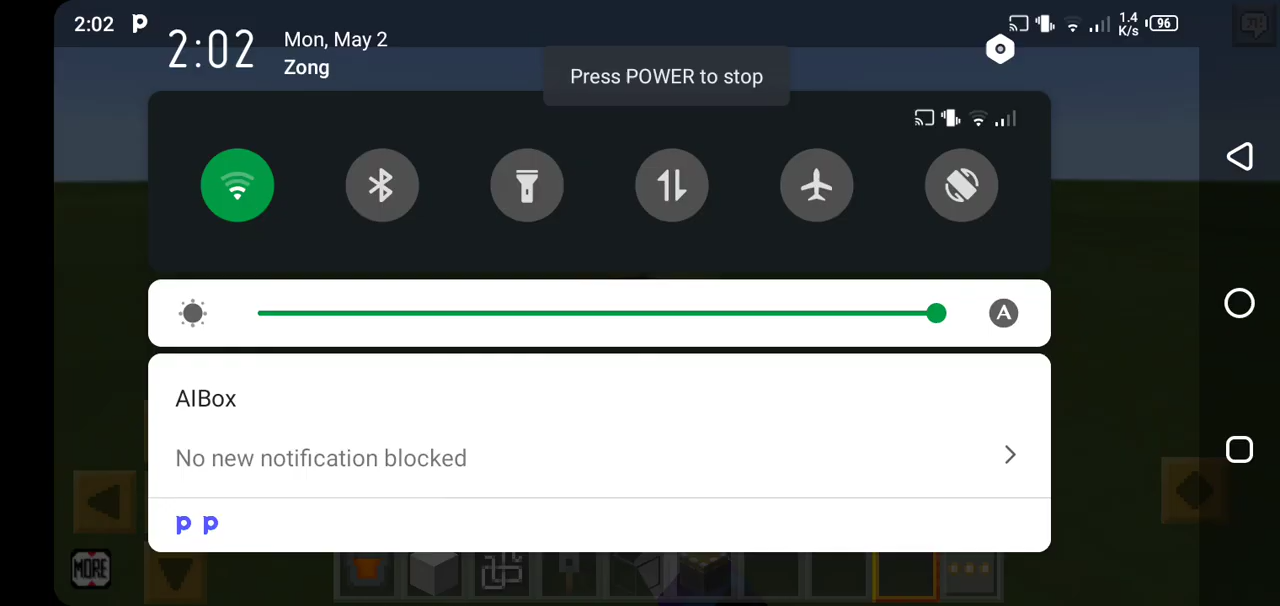 2:02 p
1.4
K/s
96
2:02
Mon, May 2
Zong
Press POWER to stop
A
AIBox
No new notification blocked
p p
MORE